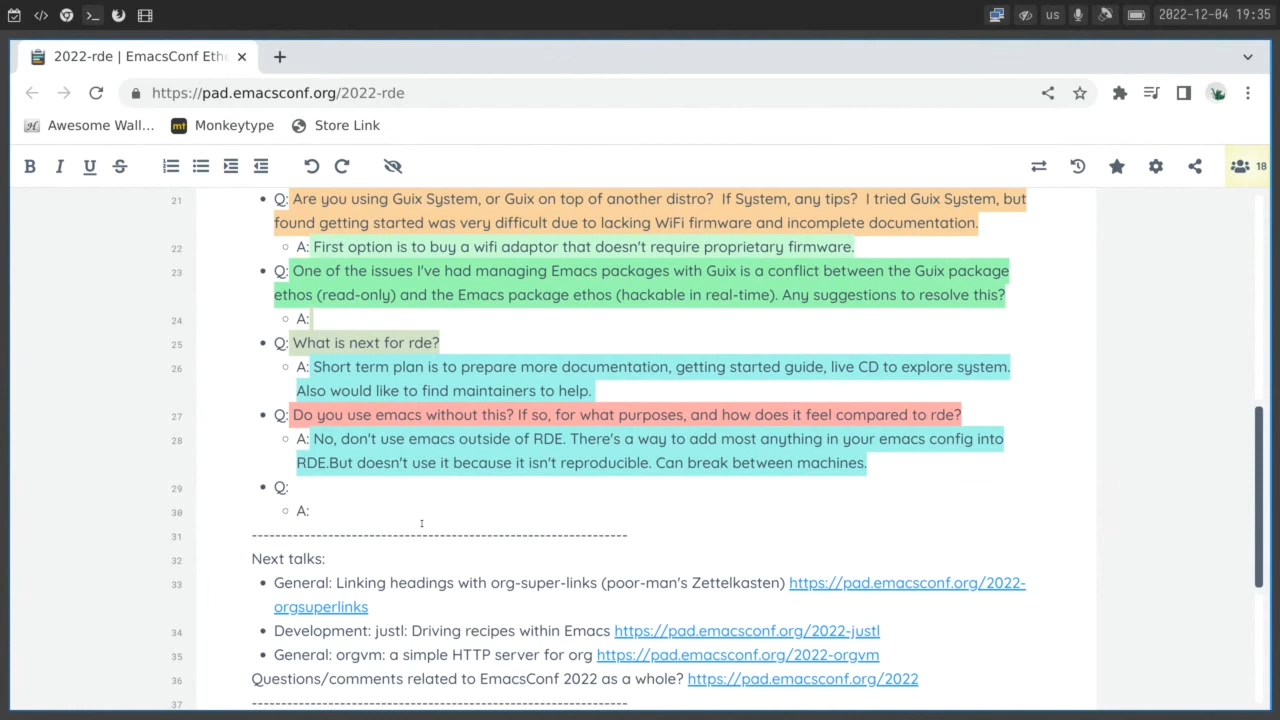 us 2022-12-04 19:35
2022-rde | EmacsConf Ethe
https://pad.emacsconf.org/2022-rde
Awesome Wall... mt Monkeytype Store Link
B I U S 18
21 • Q: Are you using Guix System, or Guix on top of another distro? If System, any tips? I tried Guix System, but
found getting started was very difficult due to lacking WiFi firmware and incomplete documentation.
22 ○ A: First option is to buy a wifi adaptor that doesn't require proprietary firmware.
23 • Q: One of the issues I've had managing Emacs packages with Guix is a conflict between the Guix package
ethos (read-only) and the Emacs package ethos (hackable in real-time). Any suggestions to resolve this?
24 ○ A:
25 • Q: What is next for rde?
26 ○ A: Short term plan is to prepare more documentation, getting started guide, live CD to explore system.
Also would like to find maintainers to help.
27 • Q: Do you use emacs without this? If so, for what purposes, and how does it feel compared to rde?
28 ○ A: No, don't use emacs outside of RDE. There's a way to add most anything in your emacs config into
RDE.But doesn't use it because it isn't reproducible. Can break between machines.
29 • Q:
30 ○ A:
31 ---------------------------------------------------------------
32 Next talks:
33 • General: Linking headings with org-super-links (poor-man's Zettelkasten) https://pad.emacsconf.org/2022-
orgsuperlinks
34 • Development: justl: Driving recipes within Emacs https://pad.emacsconf.org/2022-justl
35 • General: orgvm: a simple HTTP server for org https://pad.emacsconf.org/2022-orgvm
36 Questions/comments related to EmacsConf 2022 as a whole? https://pad.emacsconf.org/2022
37 ---------------------------------------------------------------